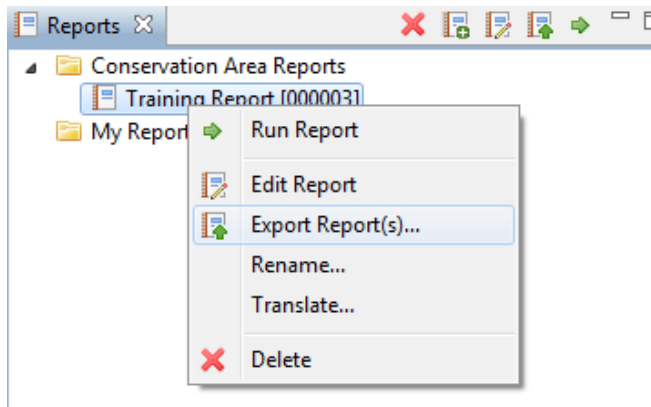 Reports
Conservation Area Reports
Training Report [000003]
My Report
Run Report
Edit Report
Export Report(s)...
Rename...
Translate...
Delete